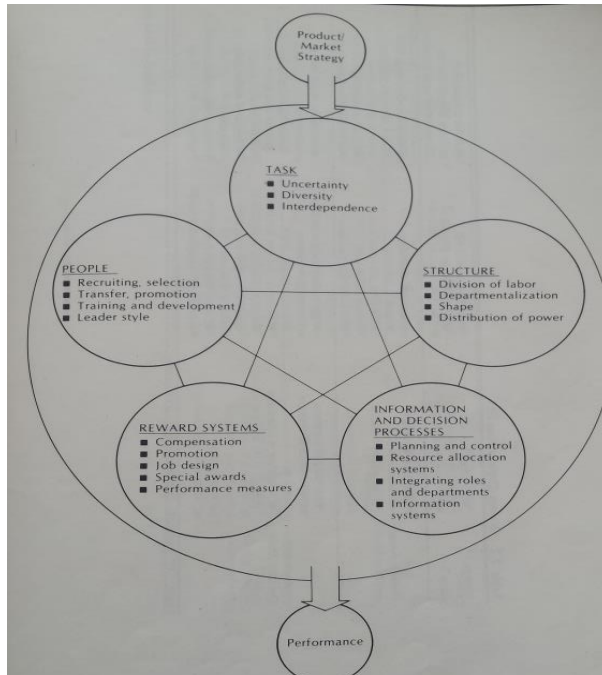 Product/
Market
Strategy
TASK
■ Uncertainty
■ Diversity
■ Interdependence
PEOPLE
■ Recruiting, selection
■ Transfer, promotion
■ Training and development
■ Leader style
STRUCTURE
■ Division of labor
■ Departmentalization
■ Shape
■ Distribution of power
REWARD SYSTEMS
■ Compensation
■ Promotion
■ Job design
■ Special awards
■ Performance measures
INFORMATION
AND DECISION
PROCESSES
■ Planning and control
■ Resource allocation
systems
■ Integrating roles
and departments
■ Information
systems
Performance